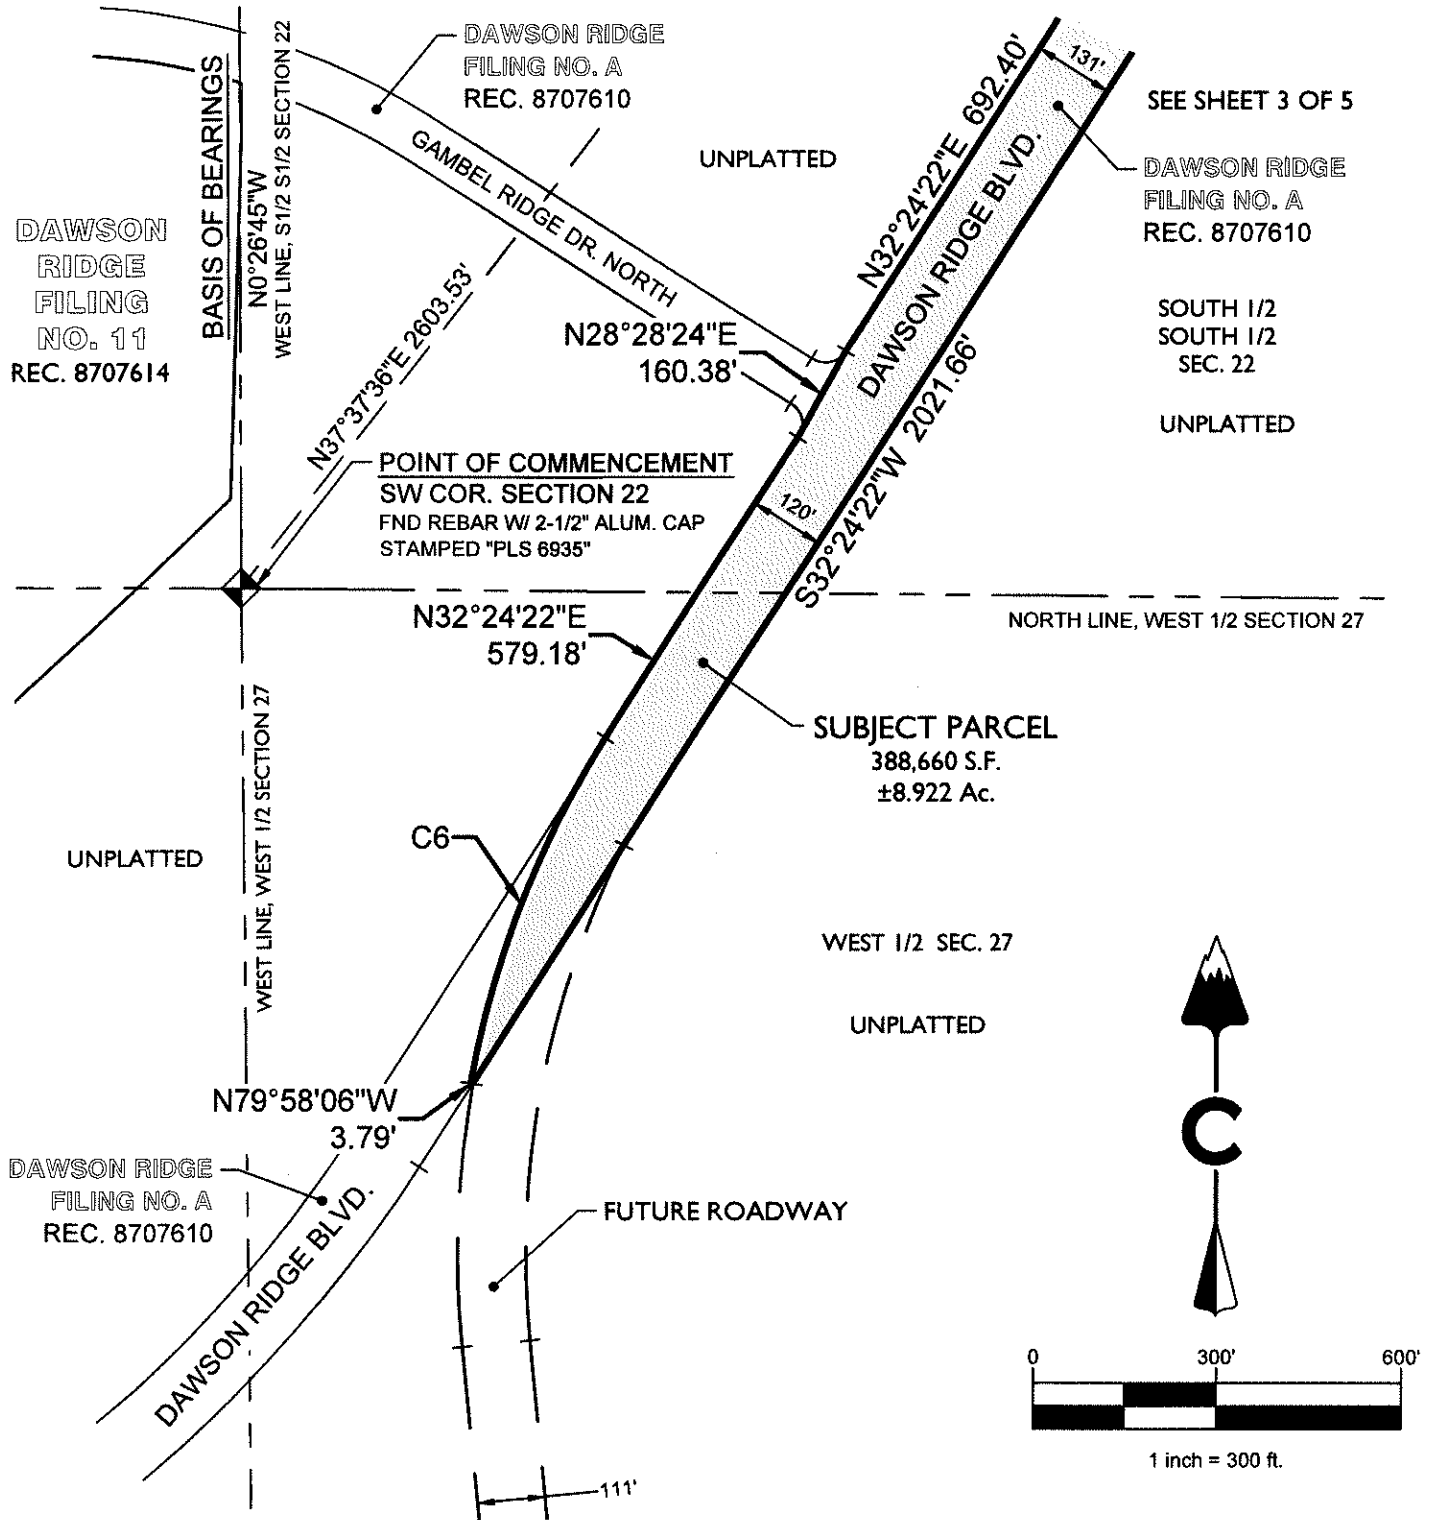 DAWSON RIDGE
FILING NO. A
REC. 8707610
BASIS OF BEARINGS
N0°26'45"W
WEST LINE, S1/2 S1/2 SECTION 22
GAMBEL RIDGE DR. NORTH
UNPLATTED
N32°24'22"E 692.40'
131'
SEE SHEET 3 OF 5
DAWSON RIDGE
FILING NO. A
REC. 8707610
DAWSON RIDGE BLVD.
DAWSON
RIDGE
FILING
NO. 11
REC. 8707614
N37°37'36"E 2603.53'
N28°28'24"E
160.38'
SOUTH 1/2
SOUTH 1/2
SEC. 22
UNPLATTED
S32°24'22"W 2021.66'
POINT OF COMMENCEMENT
SW COR. SECTION 22
FND REBAR W/ 2-1/2" ALUM. CAP
STAMPED "PLS 6935"
120'
N32°24'22"E
579.18'
NORTH LINE, WEST 1/2 SECTION 27
WEST LINE, WEST 1/2 SECTION 27
SUBJECT PARCEL
388,660 S.F.
±8.922 Ac.
UNPLATTED
C6
WEST 1/2 SEC. 27
UNPLATTED
N79°58'06"W
3.79'
DAWSON RIDGE
FILING NO. A
REC. 8707610
DAWSON RIDGE BLVD.
FUTURE ROADWAY
C
0 300' 600'
1 inch = 300 ft.
111'